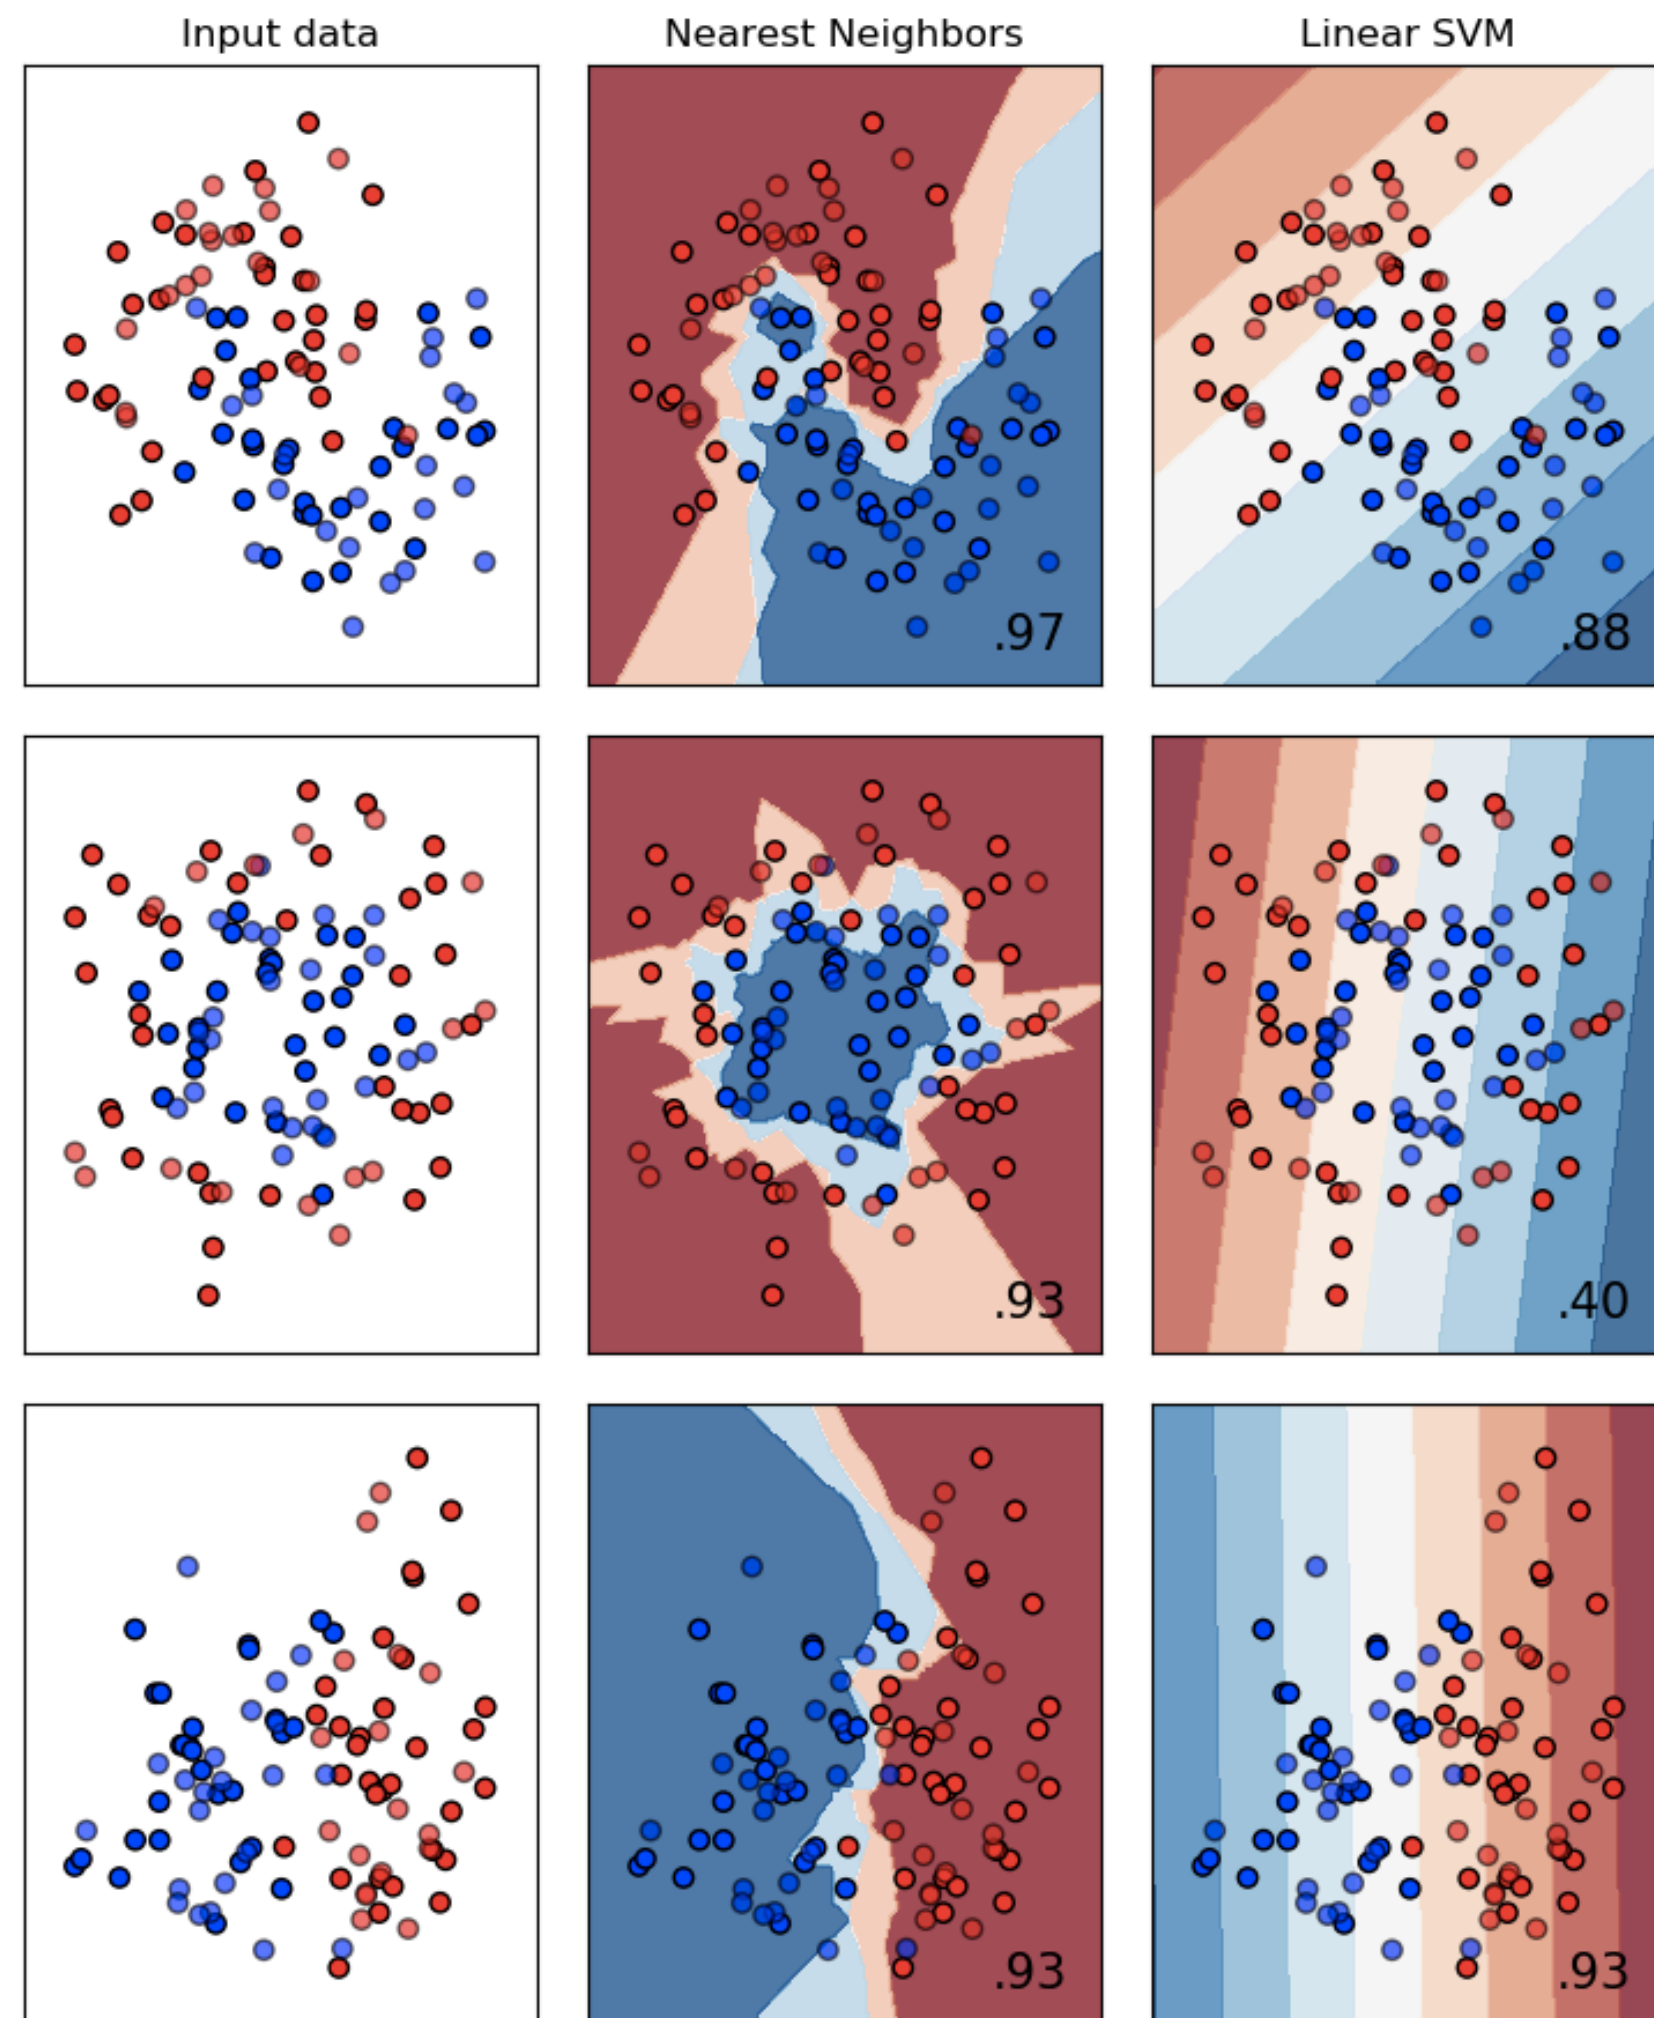 Input data
Nearest Neighbors
Linear SVM
.97
.88
.93
.40
.93
.93